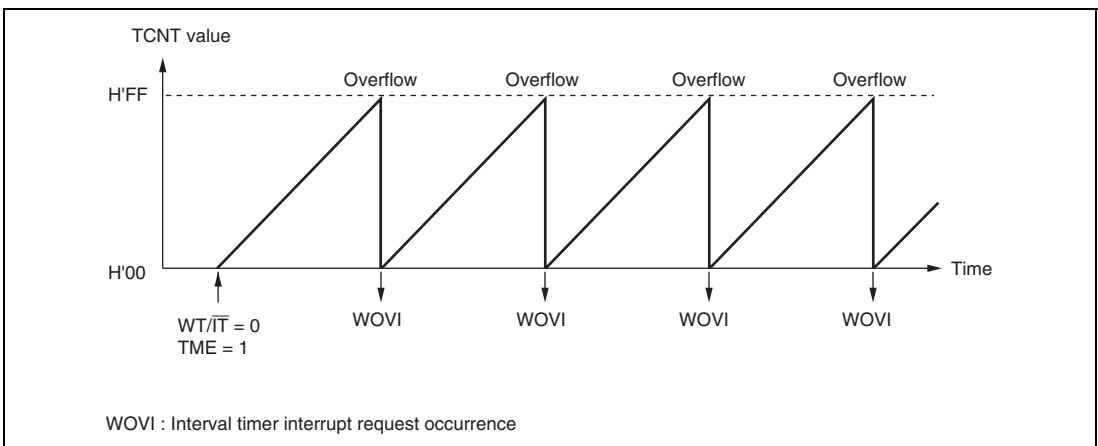 TCNT value
Overflow Overflow Overflow Overflow
H'FF
H'00
Time
WT/I̅T̅ = 0
TME = 1
WOVI WOVI WOVI WOVI
WOVI : Interval timer interrupt request occurrence